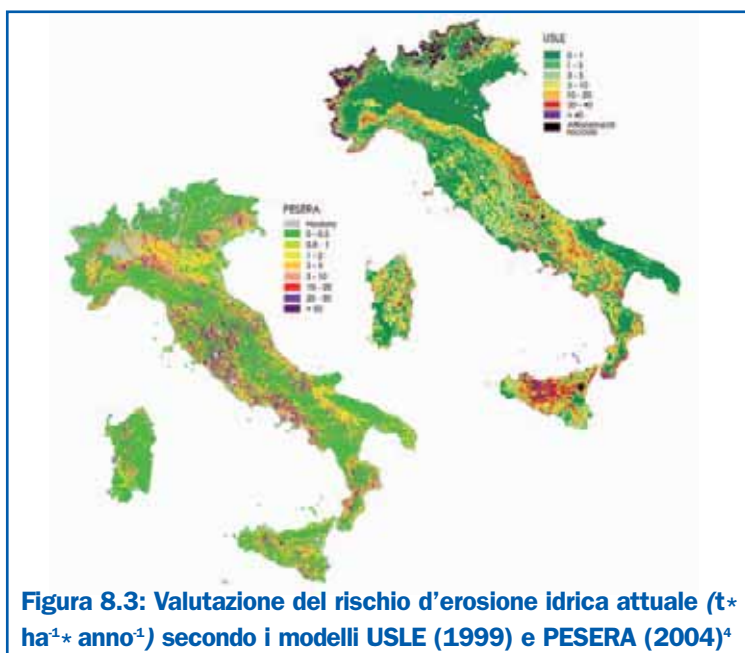 USLE
0 - 1
1 - 3
3 - 5
5 - 10
10 - 20
20 - 40
> 40
Affioramenti
rocciosi
PESERA
0 - 0.5
0.5 - 1
1 - 2
2 - 5
5 - 10
10 - 20
20 - 50
> 50
Figura 8.3: Valutazione del rischio d'erosione idrica attuale (t*
ha⁻¹* anno⁻¹) secondo i modelli USLE (1999) e PESERA (2004)⁴